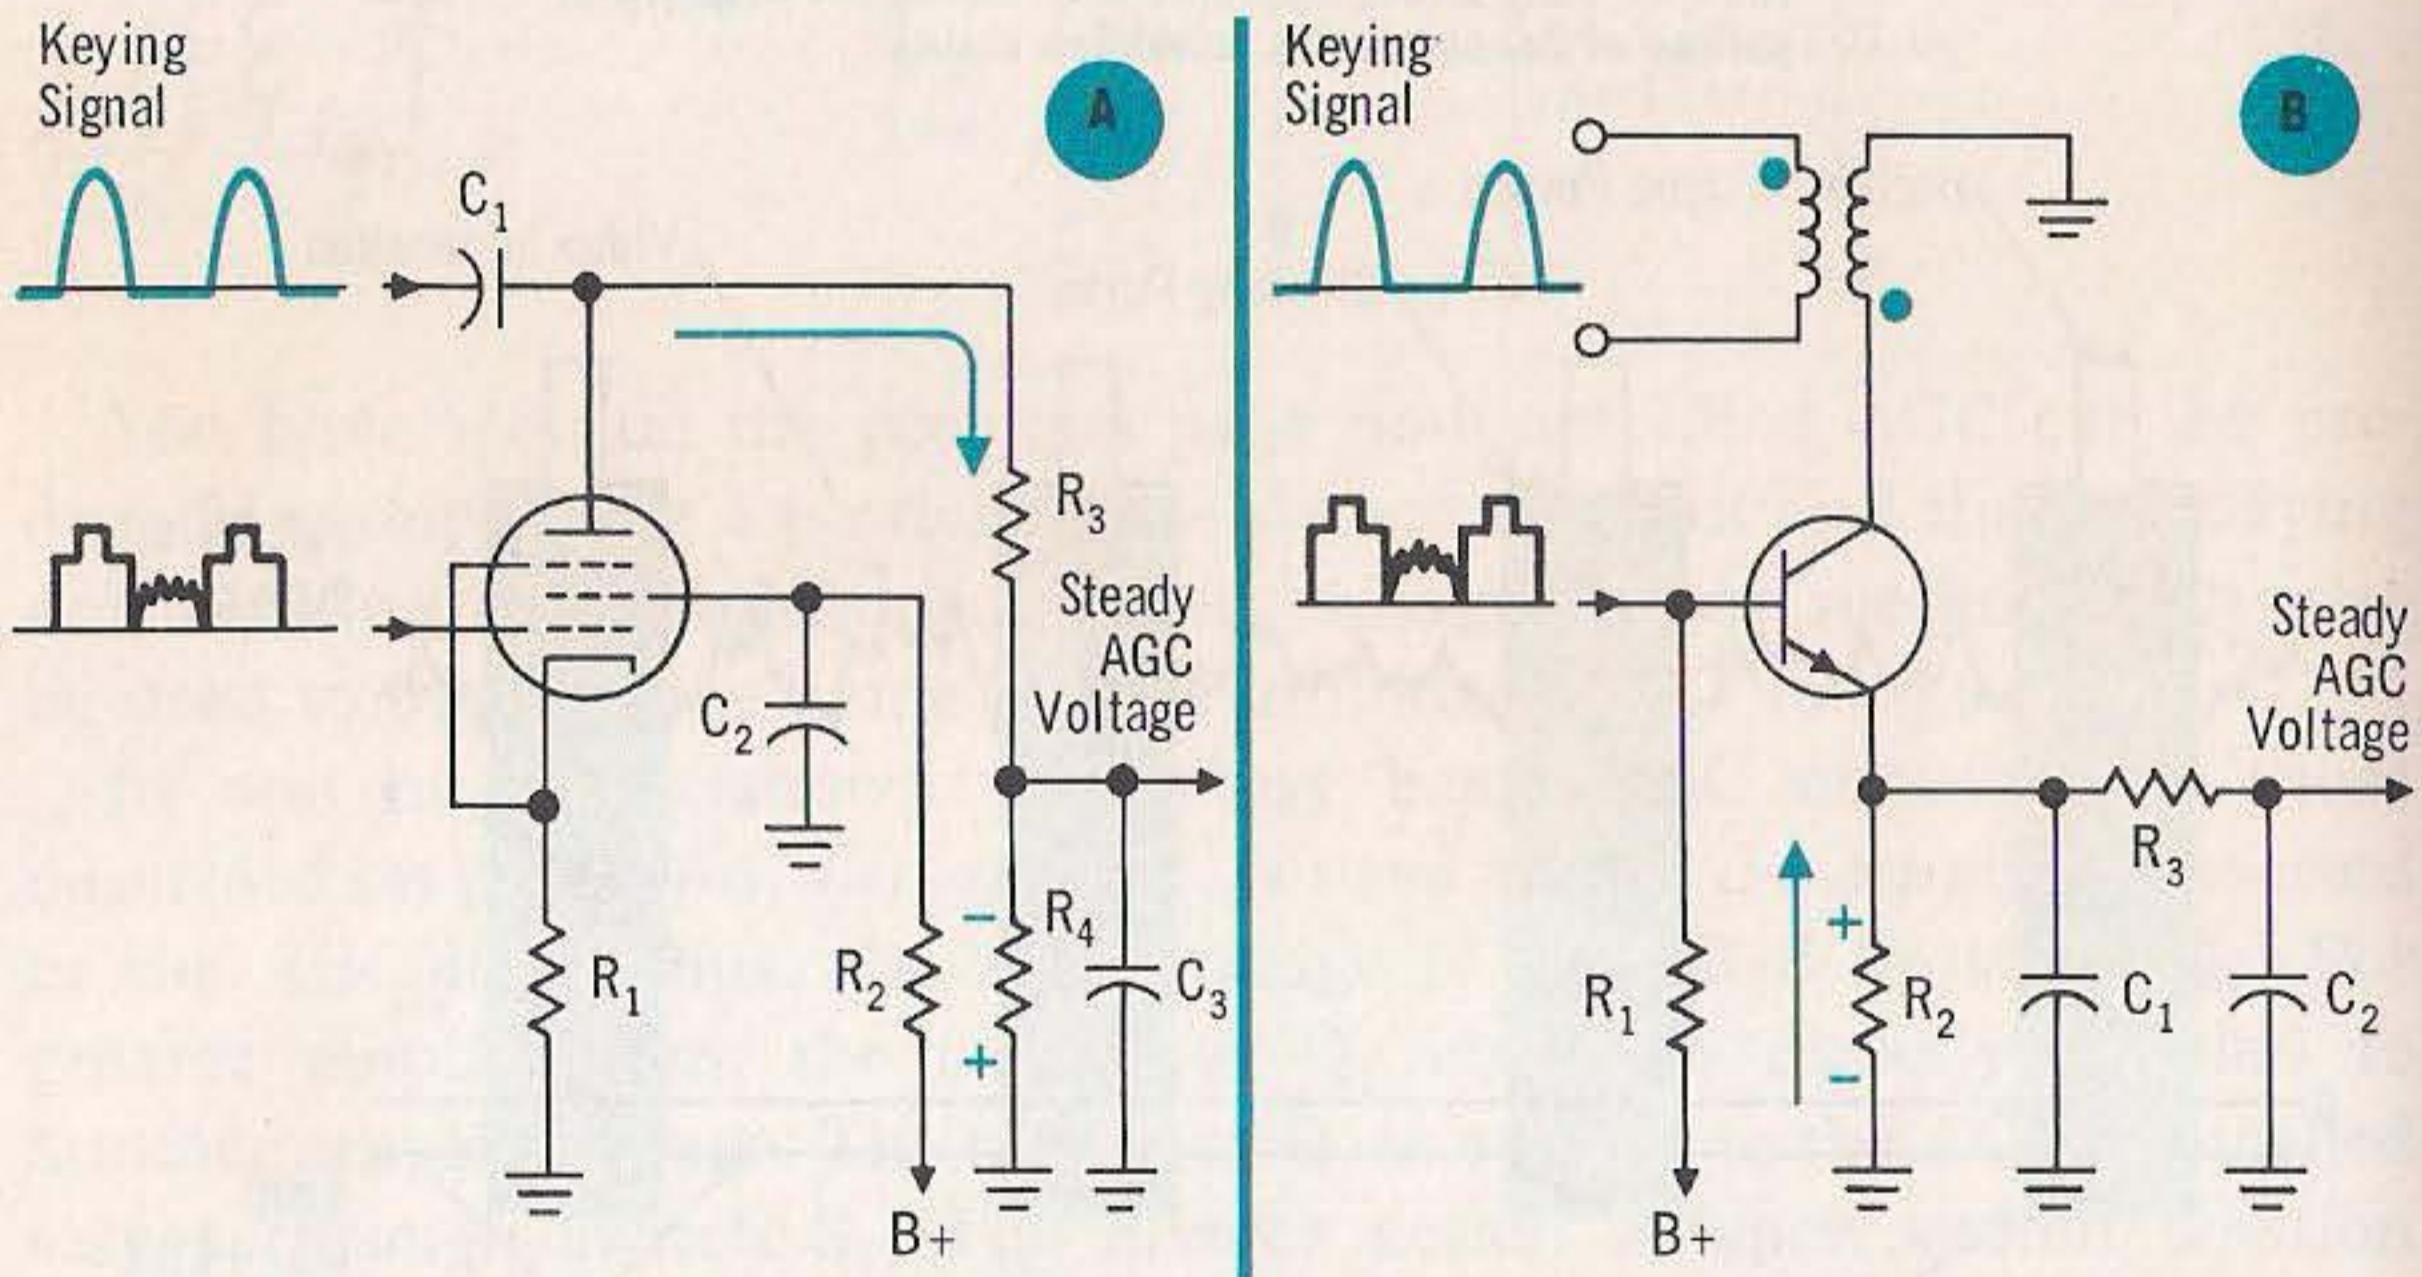 Keying
Signal
A
C1
R3
Steady
AGC
Voltage
C2
R4
R1
R2
C3
-
+
B+
Keying
Signal
B
Steady
AGC
Voltage
R3
+
R1
R2
C1
C2
-
B+